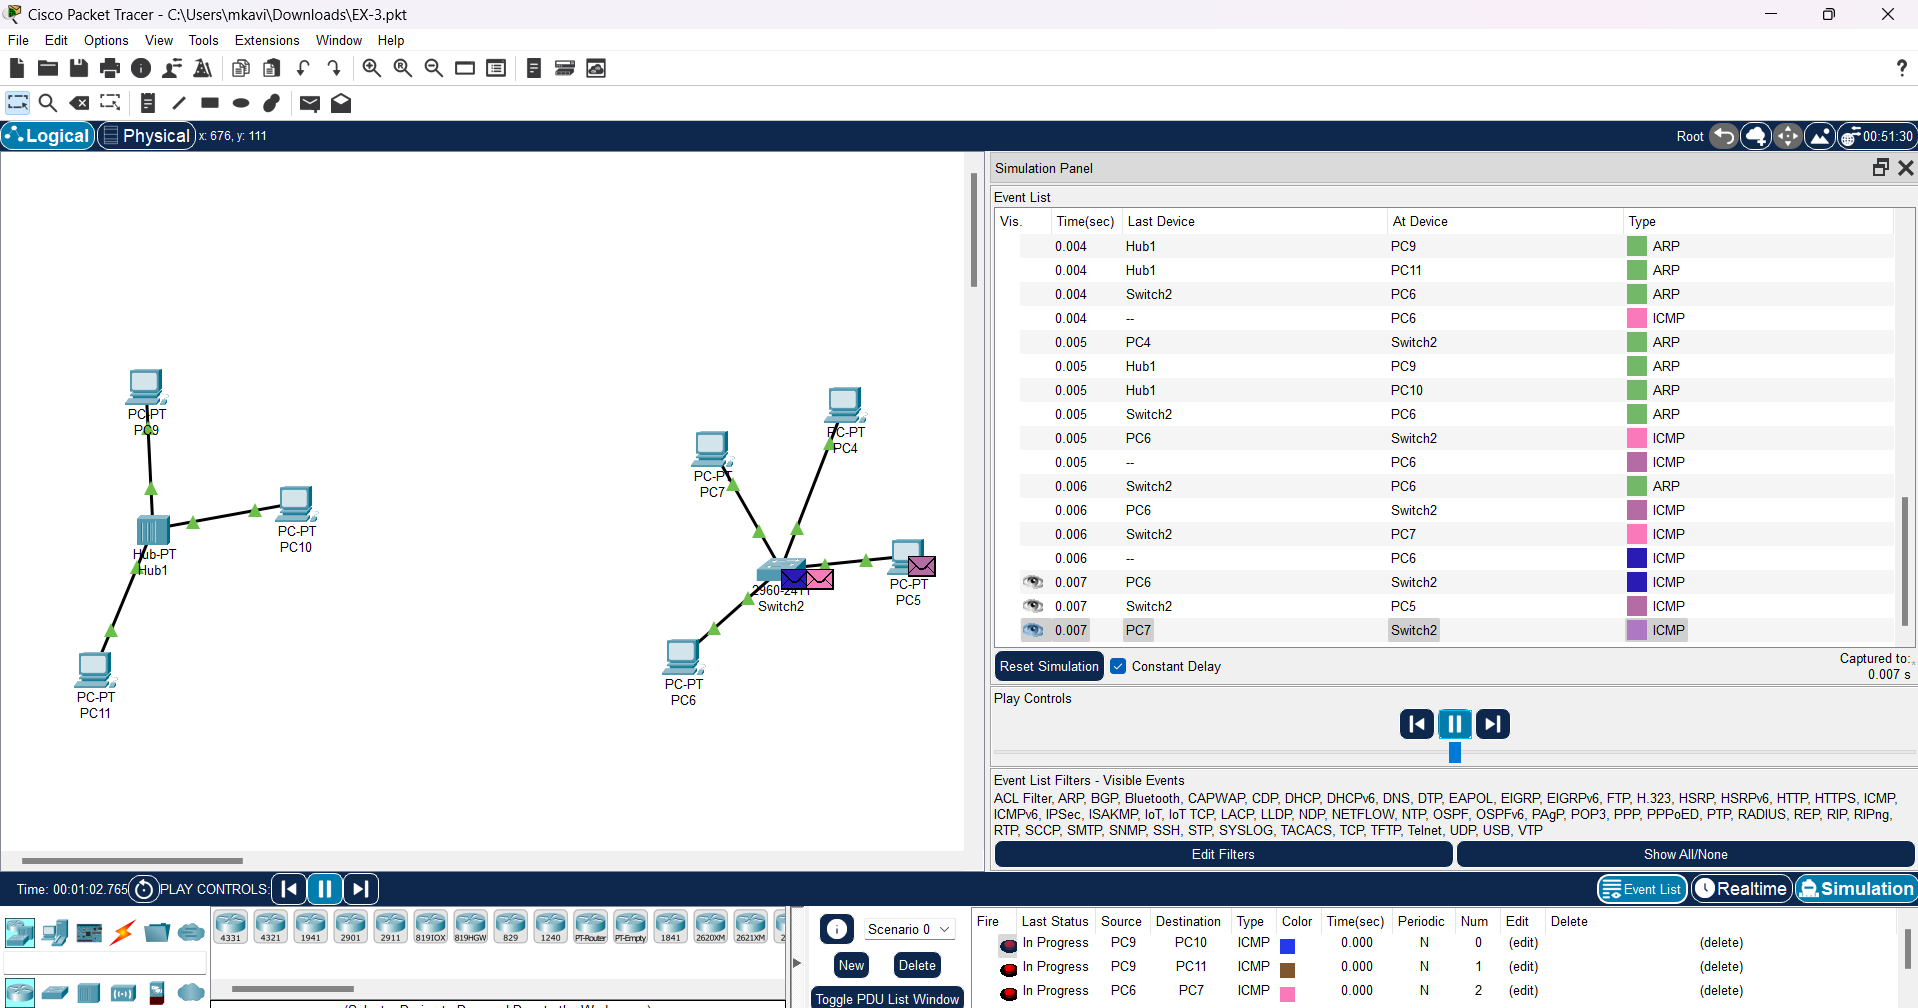 Cisco Packet Tracer - C:\Users\mkavi\Downloads\EX-3.pkt
File Edit Options View Tools Extensions Window Help
?
Logical Physical x: 676, y: 111 Root 00:51:30
Simulation Panel
Event List
Vis. Time(sec) Last Device At Device Type
0.004 Hub1 PC9 ARP
0.004 Hub1 PC11 ARP
0.004 Switch2 PC6 ARP
0.004 -- PC6 ICMP
0.005 PC4 Switch2 ARP
0.005 Hub1 PC9 ARP
0.005 Hub1 PC10 ARP
0.005 Switch2 PC6 ARP
0.005 PC6 Switch2 ICMP
0.005 -- PC6 ICMP
0.006 Switch2 PC6 ARP
0.006 PC6 Switch2 ICMP
0.006 Switch2 PC7 ICMP
0.006 -- PC6 ICMP
0.007 PC6 Switch2 ICMP
0.007 Switch2 PC5 ICMP
0.007 PC7 Switch2 ICMP
Reset Simulation Constant Delay Captured to:
0.007 s
Play Controls
Event List Filters - Visible Events
ACL Filter, ARP, BGP, Bluetooth, CAPWAP, CDP, DHCP, DHCPv6, DNS, DTP, EAPOL, EIGRP, EIGRPv6, FTP, H.323, HSRP, HSRPv6, HTTP, HTTPS, ICMP,
ICMPv6, IPSec, ISAKMP, IoT, IoT TCP, LACP, LLDP, NDP, NETFLOW, NTP, OSPF, OSPFv6, PAgP, POP3, PPP, PPPoED, PTP, RADIUS, REP, RIP, RIPng,
RTP, SCCP, SMTP, SNMP, SSH, STP, SYSLOG, TACACS, TCP, TFTP, Telnet, UDP, USB, VTP
Edit Filters Show All/None
PC-PT
PC9
PC-PT
PC10
Hub-PT
Hub1
PC-PT
PC11
PC-PT
PC4
PC-PT
PC7
PC-PT
PC5
Switch2
PC-PT
PC6
Time: 00:01:02.765 PLAY CONTROLS: Event List Realtime Simulation
4331 4321 1941 2901 2911 819IOX 819HGW 829 1240 PT-Router PT-Empty 1841 2620XM 2621XM
Scenario 0
New Delete
Toggle PDU List Window
Fire Last Status Source Destination Type Color Time(sec) Periodic Num Edit Delete
In Progress PC9 PC10 ICMP 0.000 N 0 (edit) (delete)
In Progress PC9 PC11 ICMP 0.000 N 1 (edit) (delete)
In Progress PC6 PC7 ICMP 0.000 N 2 (edit) (delete)